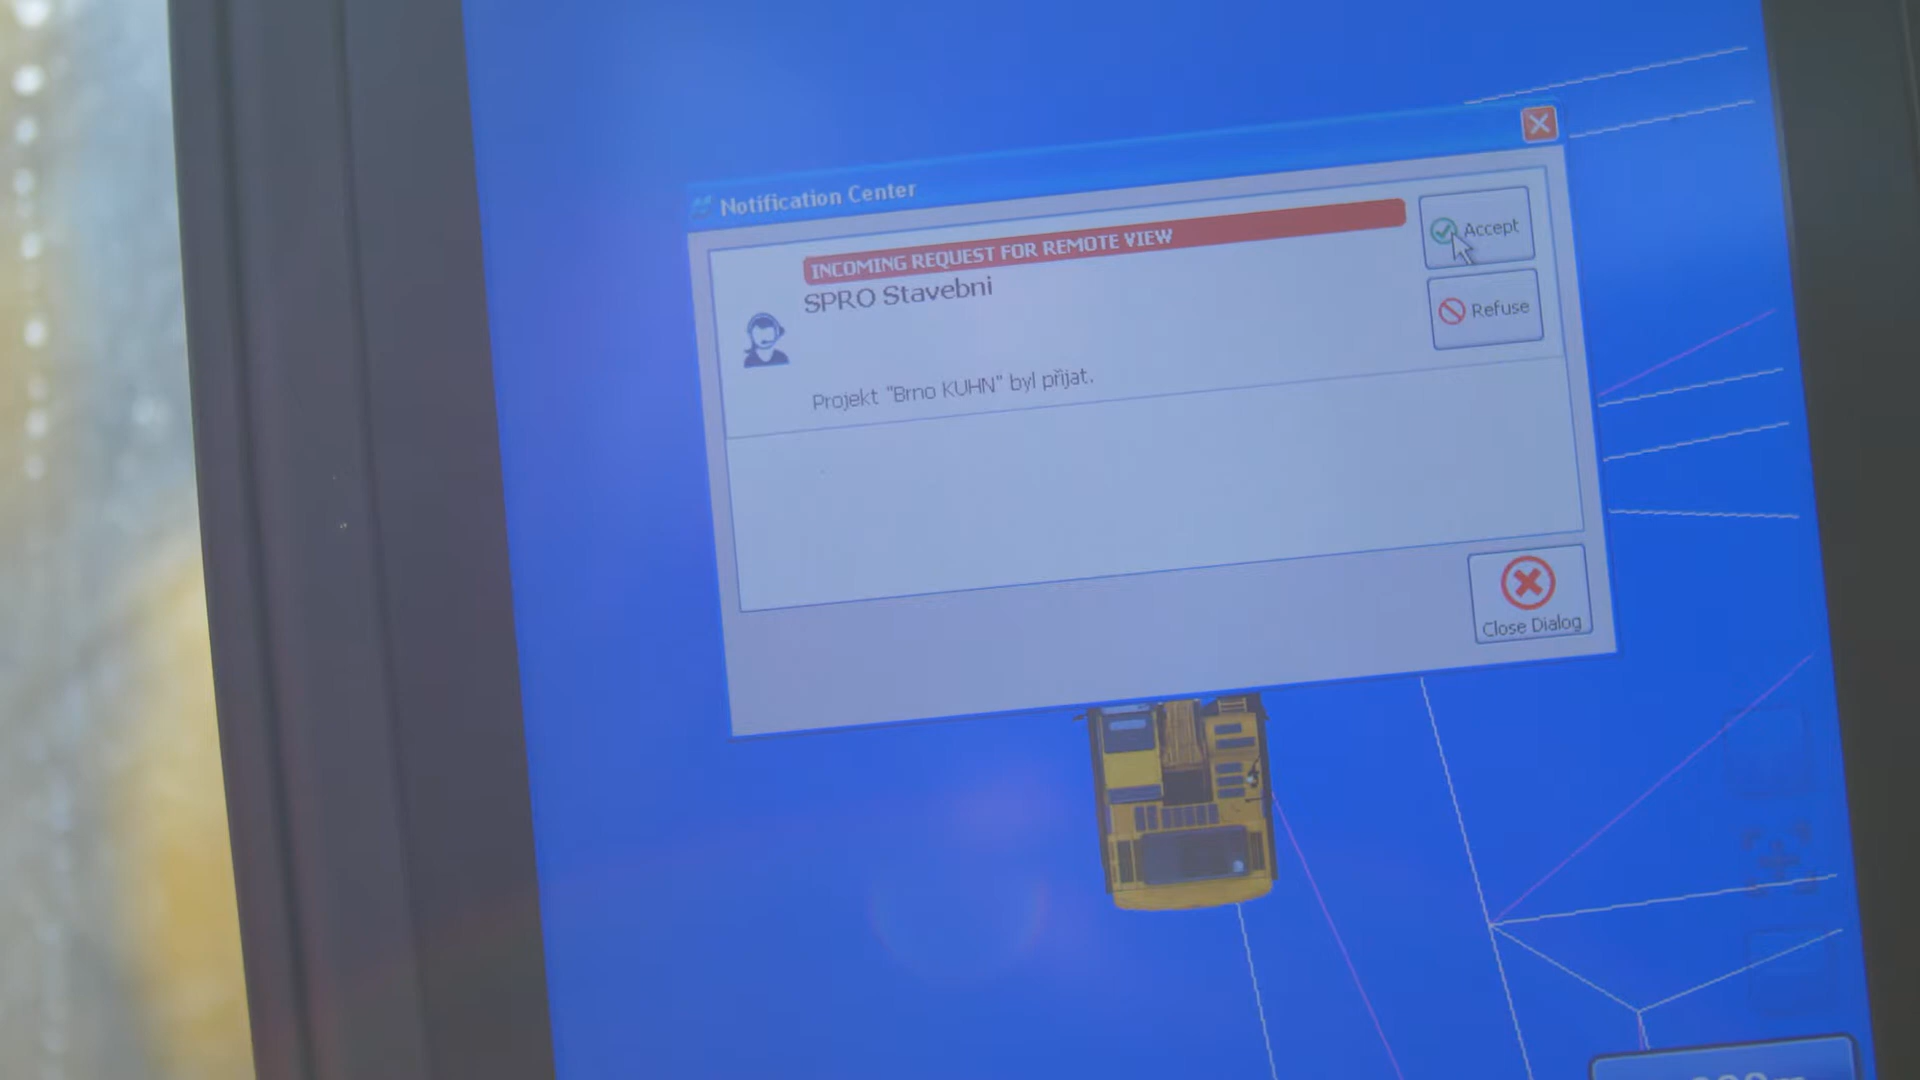 Notification Center
INCOMING REQUEST FOR REMOTE VIEW
SPRO Stavebni
Projekt "Brno KUHN" byl přijat.
Accept
Refuse
Close Dialog